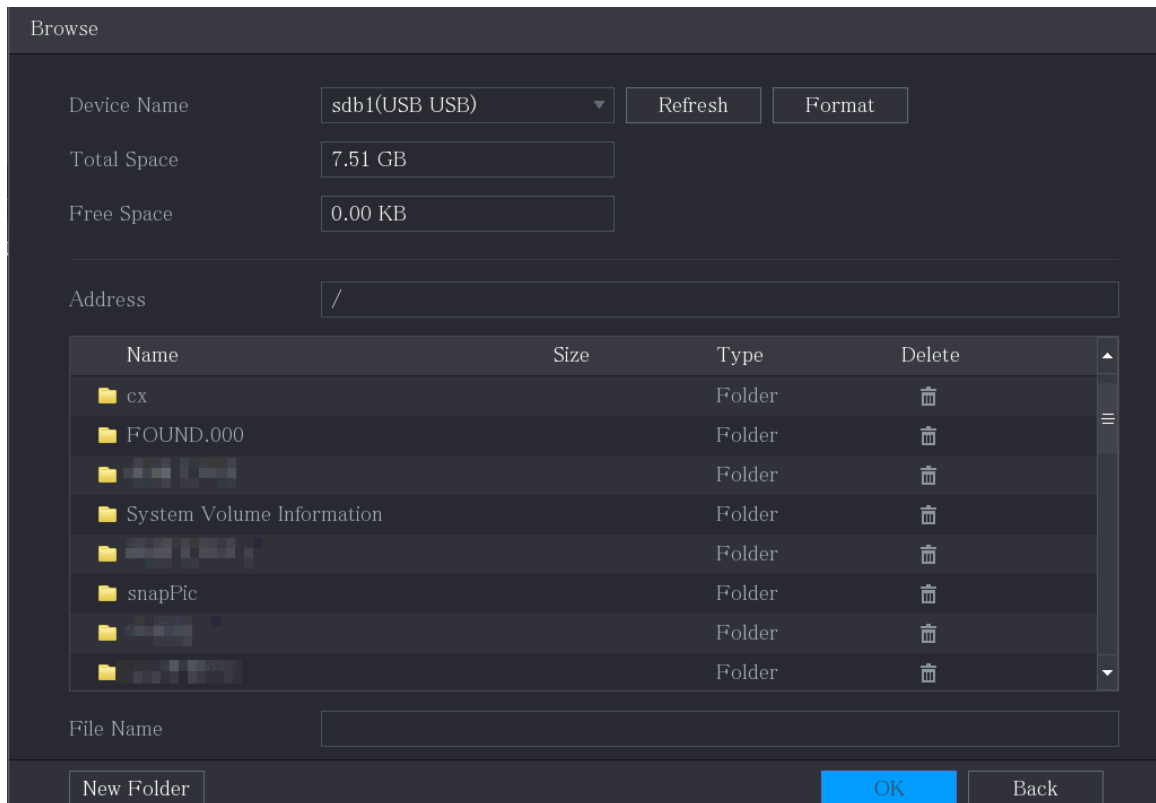 Browse
Device Name sdb1(USB USB) Refresh Format
Total Space 7.51 GB
Free Space 0.00 KB
Address /
Name Size Type Delete
cx Folder
FOUND.000 Folder
Folder
System Volume Information Folder
Folder
snapPic Folder
Folder
Folder
File Name
New Folder OK Back